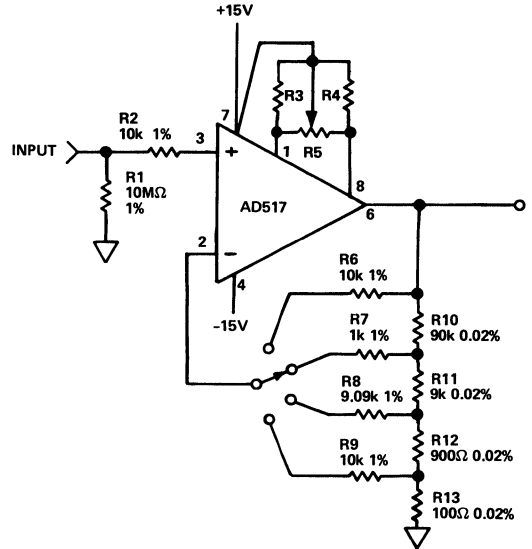 +15V
7
R3
R4
R2
10k 1%
3
+
1
R5
INPUT
R1
10MΩ
1%
8
AD517
6
2
−
4
−15V
R6
10k 1%
R7
1k 1%
R10
90k 0.02%
R8
9.09k 1%
R11
9k 0.02%
R9
10k 1%
R12
900Ω 0.02%
R13
100Ω 0.02%